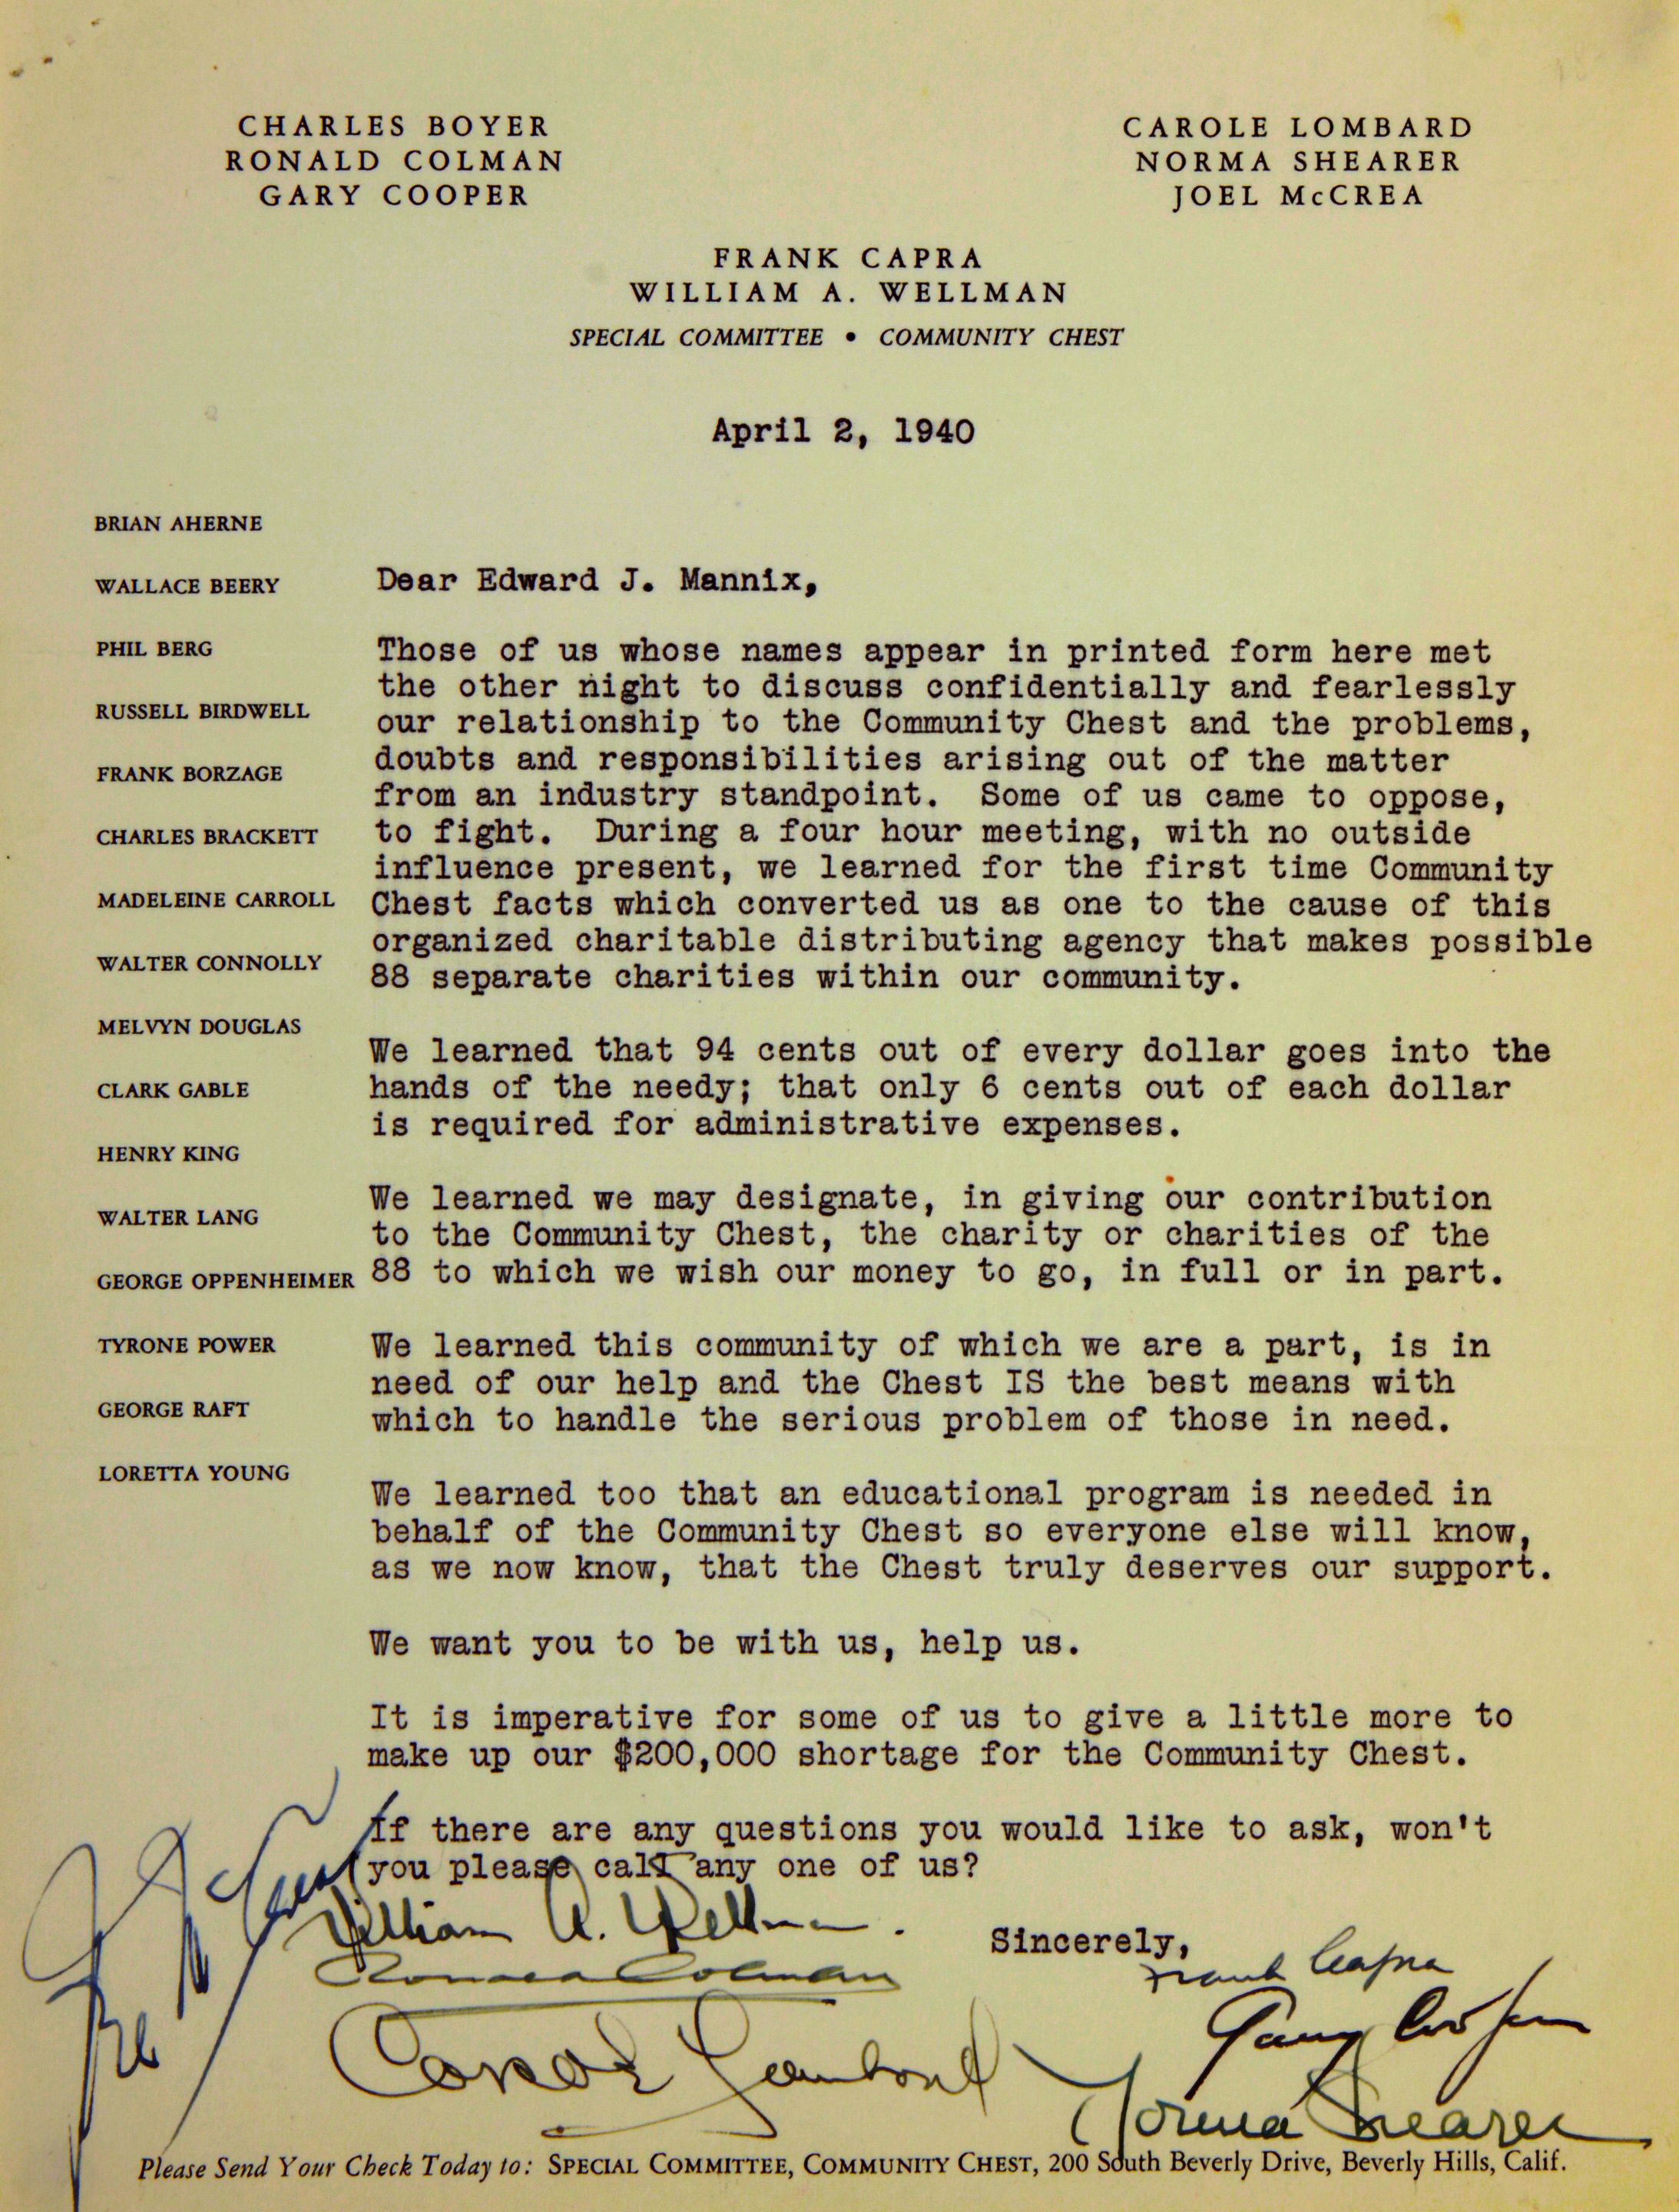 CHARLES BOYER
RONALD COLMAN
GARY COOPER
CAROLE LOMBARD
NORMA SHEARER
JOEL McCREA
FRANK CAPRA
WILLIAM A. WELLMAN
SPECIAL COMMITTEE • COMMUNITY CHEST
April 2, 1940
BRIAN AHERNE
WALLACE BEERY
PHIL BERG
RUSSELL BIRDWELL
FRANK BORZAGE
CHARLES BRACKETT
MADELEINE CARROLL
WALTER CONNOLLY
MELVYN DOUGLAS
CLARK GABLE
HENRY KING
WALTER LANG
GEORGE OPPENHEIMER
TYRONE POWER
GEORGE RAFT
LORETTA YOUNG
Dear Edward J. Mannix,
Those of us whose names appear in printed form here met
the other night to discuss confidentially and fearlessly
our relationship to the Community Chest and the problems,
doubts and responsibilities arising out of the matter
from an industry standpoint. Some of us came to oppose,
to fight. During a four hour meeting, with no outside
influence present, we learned for the first time Community
Chest facts which converted us as one to the cause of this
organized charitable distributing agency that makes possible
88 separate charities within our community.
We learned that 94 cents out of every dollar goes into the
hands of the needy; that only 6 cents out of each dollar
is required for administrative expenses.
We learned we may designate, in giving our contribution
to the Community Chest, the charity or charities of the
88 to which we wish our money to go, in full or in part.
We learned this community of which we are a part, is in
need of our help and the Chest IS the best means with
which to handle the serious problem of those in need.
We learned too that an educational program is needed in
behalf of the Community Chest so everyone else will know,
as we now know, that the Chest truly deserves our support.
We want you to be with us, help us.
It is imperative for some of us to give a little more to
make up our $200,000 shortage for the Community Chest.
If there are any questions you would like to ask, won't
you please call any one of us?
Sincerely,
Joel McCrea
William A. Wellman.
Ronald Colman
Carole Lombard
Frank Capra
Gary Cooper
Norma Shearer
Please Send Your Check Today to: SPECIAL COMMITTEE, COMMUNITY CHEST, 200 South Beverly Drive, Beverly Hills, Calif.